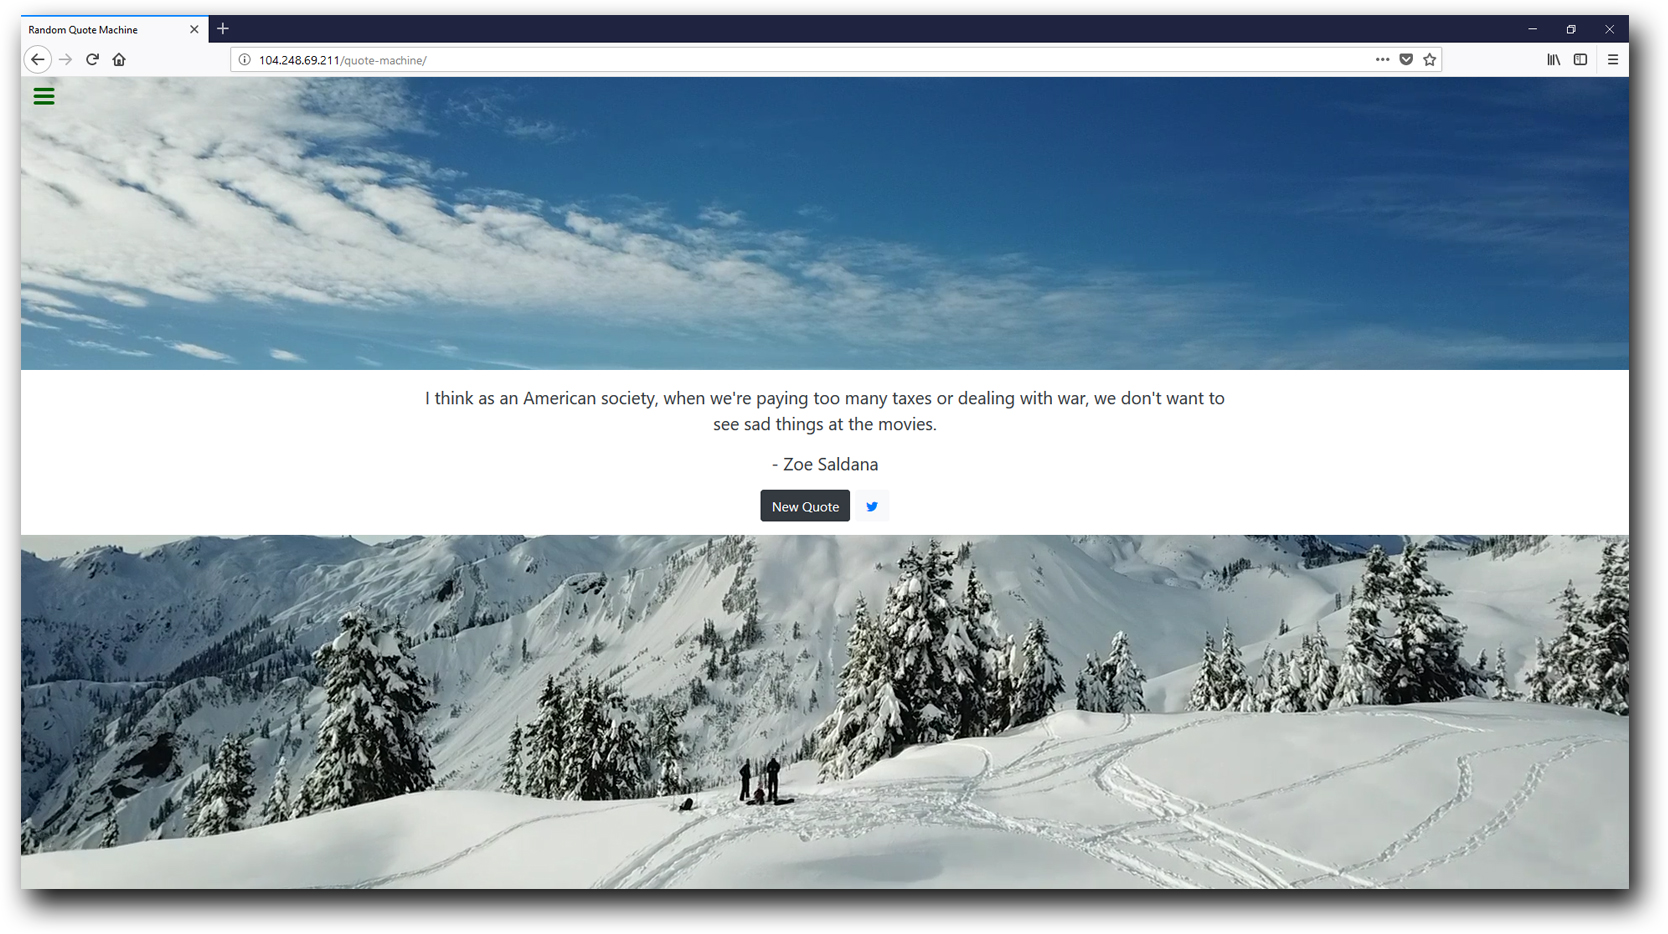 Random Quote Machine
104.248.69.211/quote-machine/
I think as an American society, when we're paying too many taxes or dealing with war, we don't want to
see sad things at the movies.
- Zoe Saldana
New Quote